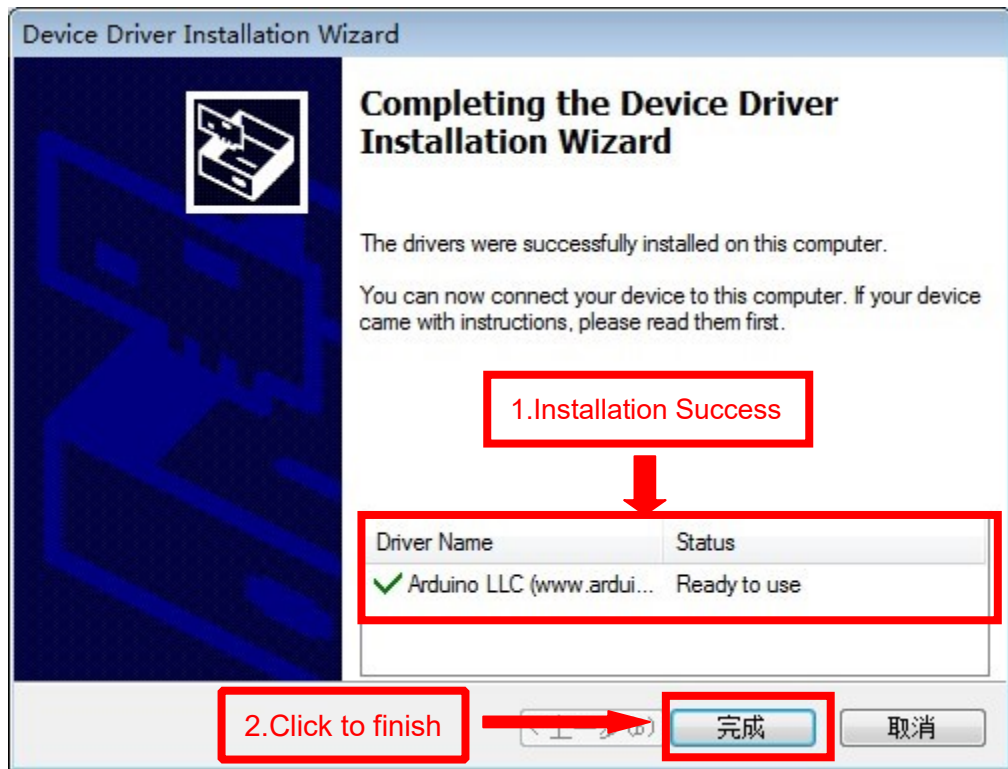 Device Driver Installation Wizard
Completing the Device Driver
Installation Wizard
The drivers were successfully installed on this computer.
You can now connect your device to this computer. If your device
came with instructions, please read them first.
1.Installation Success
Driver Name Status
Arduino LLC (www.ardui... Ready to use
2.Click to finish
完成 取消